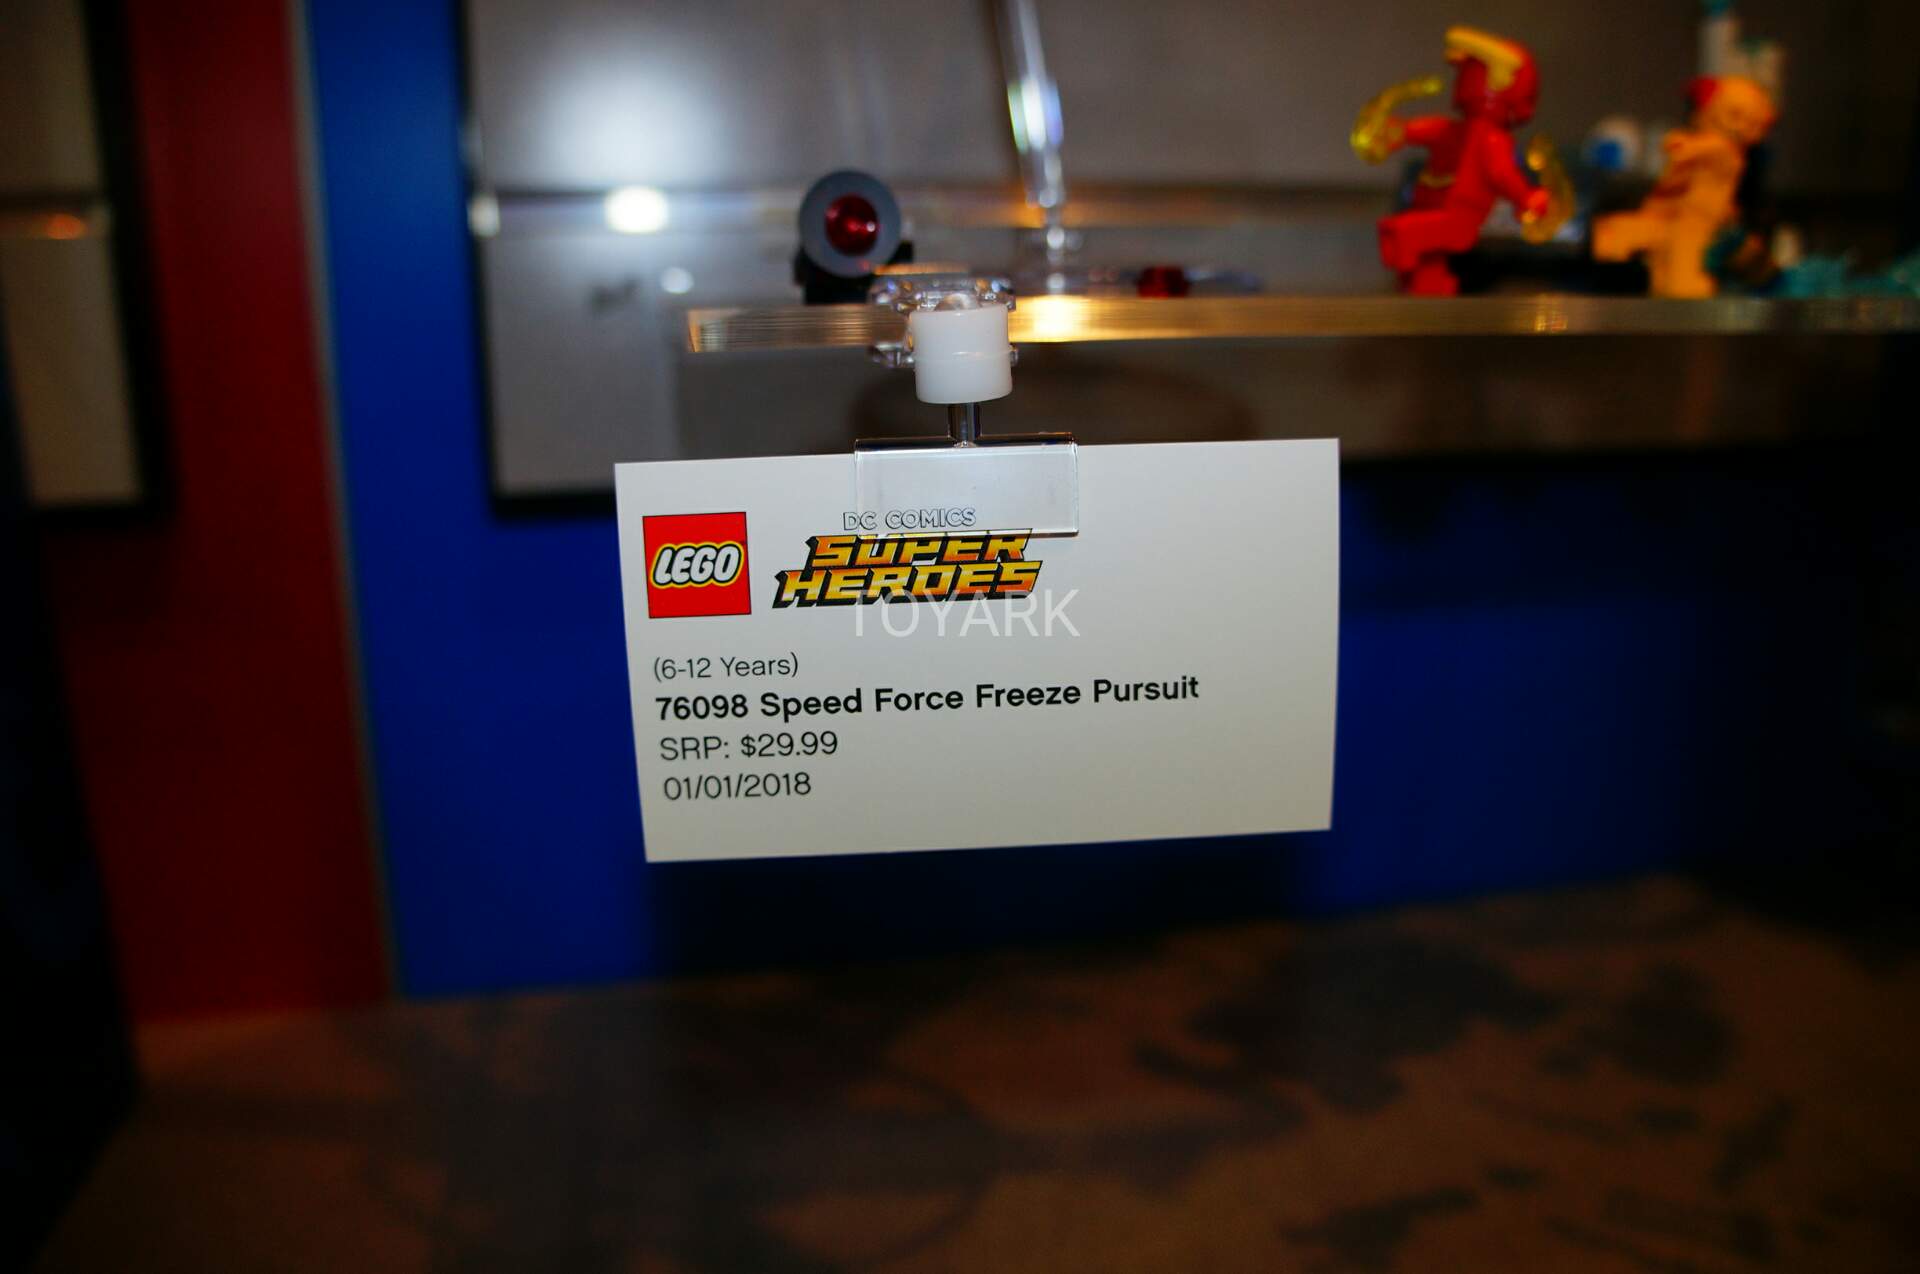 LEGO
DC COMICS
SUPER
HEROES
TOYARK
(6-12 Years)
76098 Speed Force Freeze Pursuit
SRP: $29.99
01/01/2018